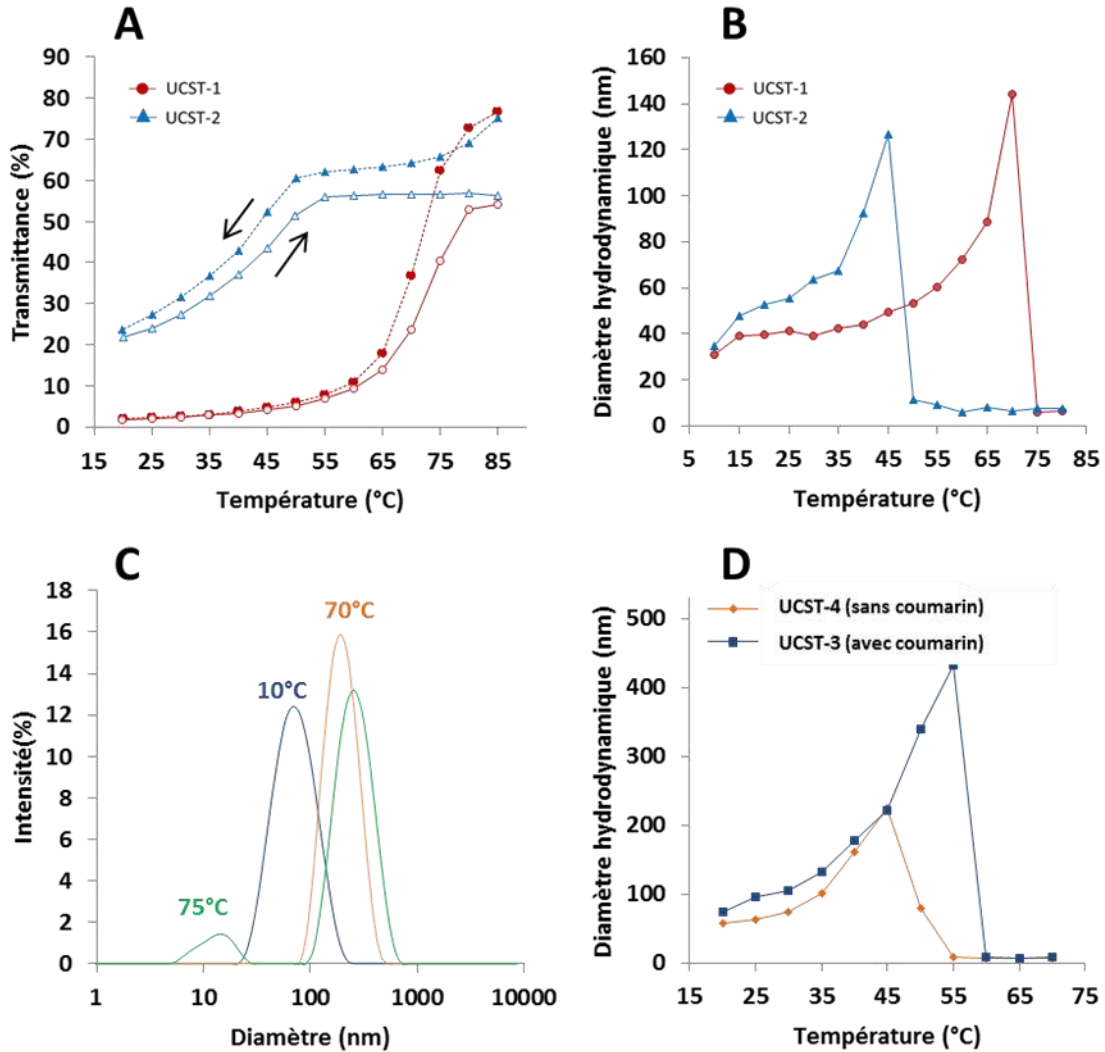 A
Transmittance (%)
90
80
70
60
50
40
30
20
10
0
UCST-1
UCST-2
15 25 35 45 55 65 75 85
Température (°C)
B
Diamètre hydrodynamique (nm)
160
140
120
100
80
60
40
20
0
UCST-1
UCST-2
5 15 25 35 45 55 65 75 85
Température (°C)
C
Intensité(%)
18
16
14
12
10
8
6
4
2
0
70°C
10°C
75°C
1 10 100 1000 10000
Diamètre (nm)
D
Diamètre hydrodynamique (nm)
500
400
300
200
100
0
UCST-4 (sans coumarin)
UCST-3 (avec coumarin)
15 25 35 45 55 65 75
Température (°C)